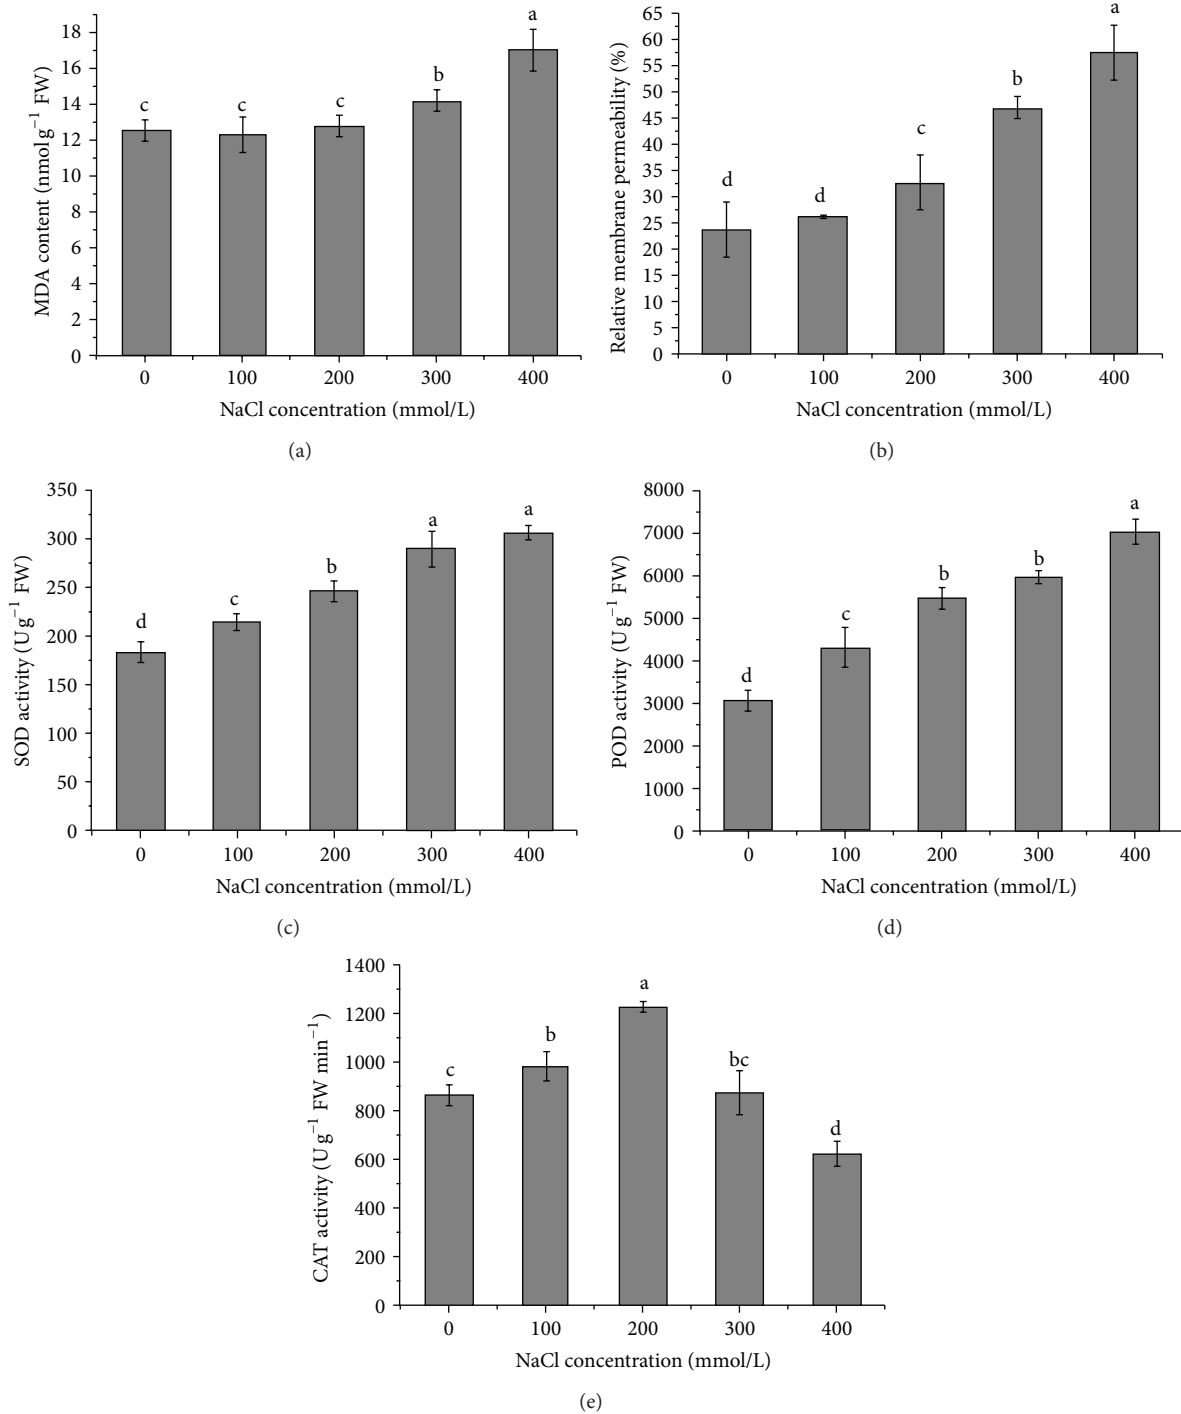 MDA content (nmol g−1 FW)
18
16
14
12
10
8
6
4
2
0
c
c
c
b
a
0 100 200 300 400
NaCl concentration (mmol/L)
(a)
Relative membrane permeability (%)
65
60
55
50
45
40
35
30
25
20
15
10
5
0
d
d
c
b
a
0 100 200 300 400
NaCl concentration (mmol/L)
(b)
SOD activity (U g−1 FW)
350
300
250
200
150
100
50
0
d
c
b
a
a
0 100 200 300 400
NaCl concentration (mmol/L)
(c)
POD activity (U g−1 FW)
8000
7000
6000
5000
4000
3000
2000
1000
0
d
c
b
b
a
0 100 200 300 400
NaCl concentration (mmol/L)
(d)
CAT activity (U g−1 FW min−1)
1400
1200
1000
800
600
400
200
0
c
b
a
bc
d
0 100 200 300 400
NaCl concentration (mmol/L)
(e)